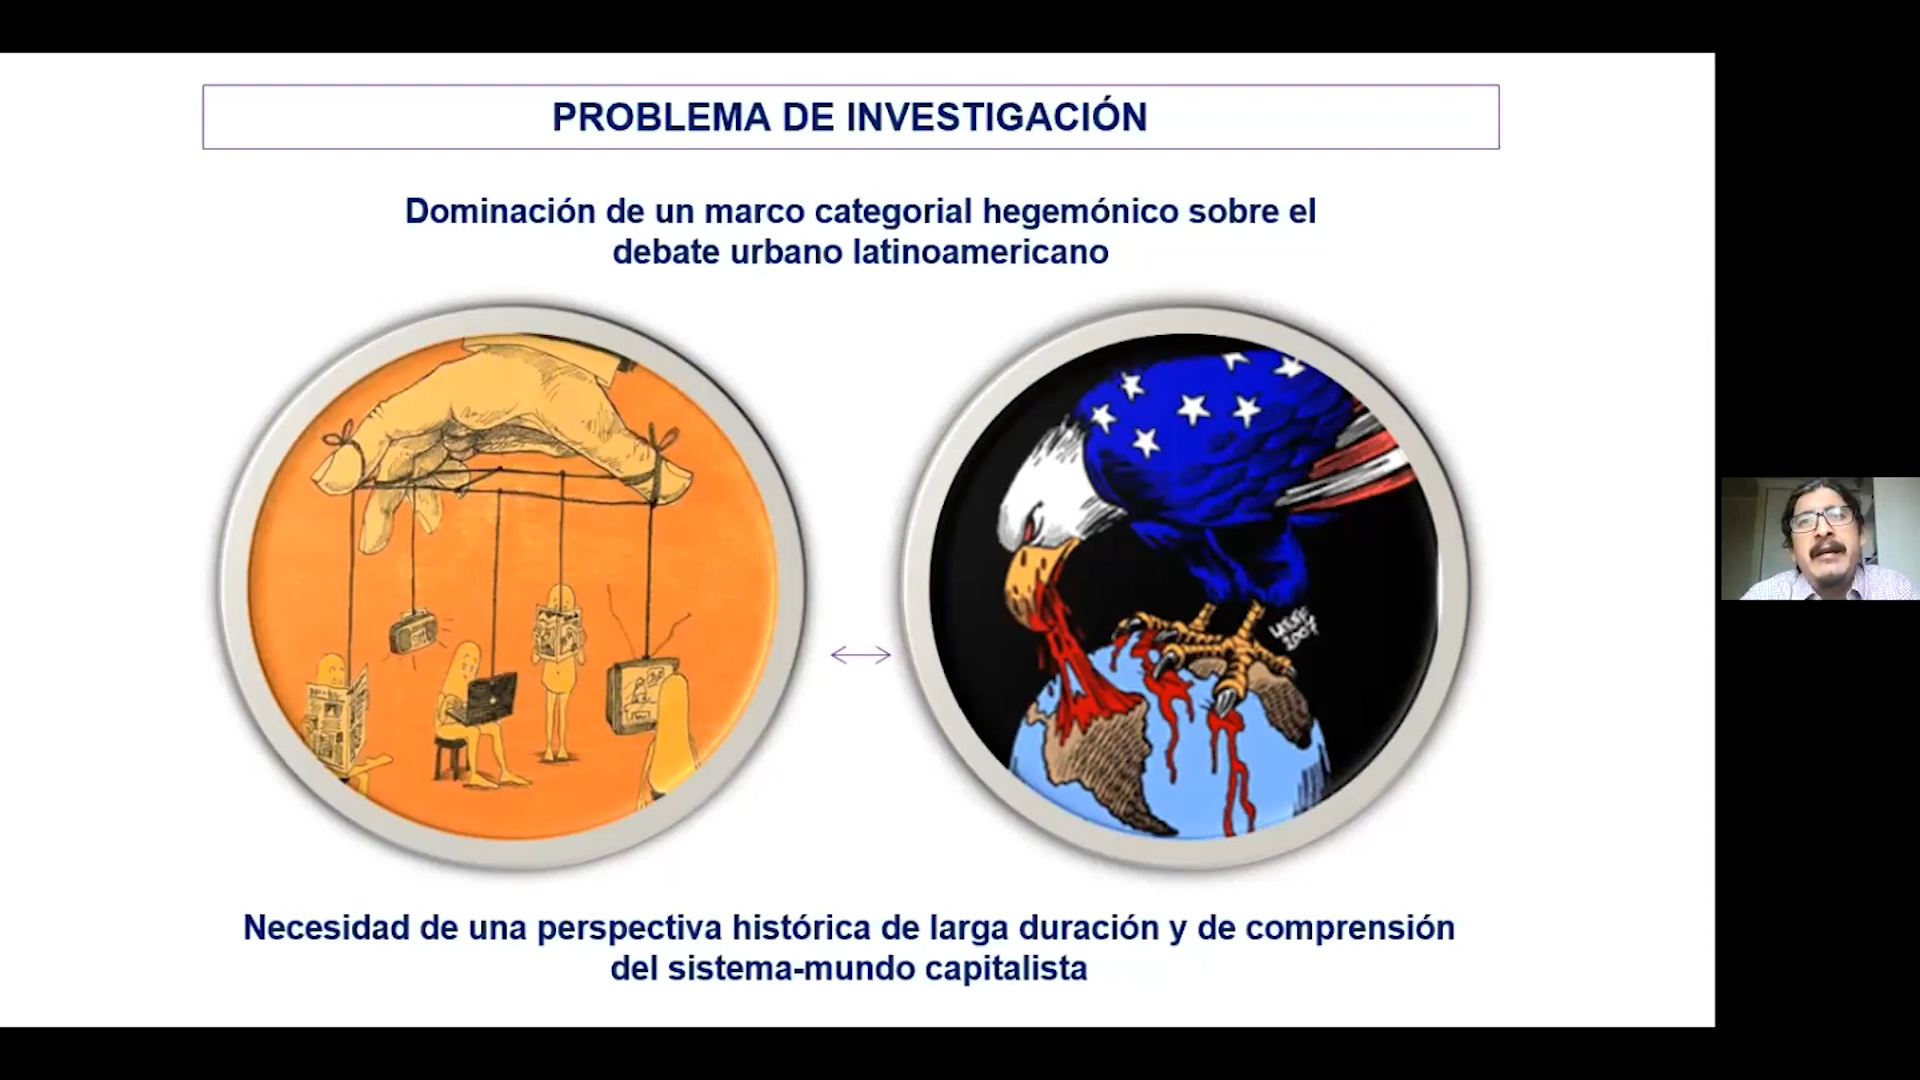 PROBLEMA DE INVESTIGACIÓN
Dominación de un marco categorial hegemónico sobre el
debate urbano latinoamericano
2007
Necesidad de una perspectiva histórica de larga duración y de comprensión
del sistema-mundo capitalista